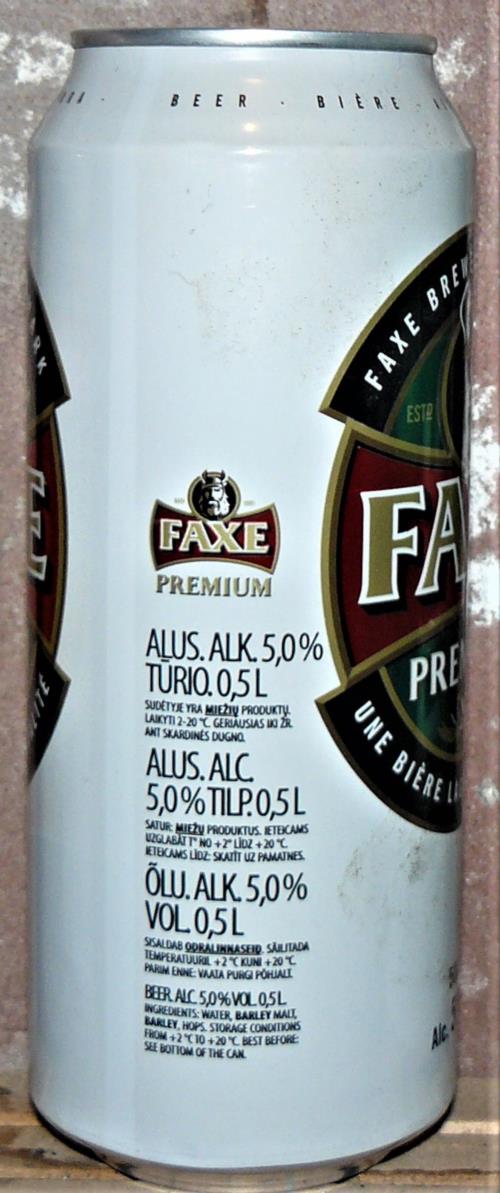 BEER · BIÈRE ·
FAXE BREW
ESTD
FAXE
PREMIUM
FA
PRE
UNE BIÈRE
ALUS. ALK. 5,0%
TŪRIO. 0,5 L
SUDĖTYJE YRA MIEŽIŲ PRODUKTŲ.
LAIKYTI 2-20 °C. GERIAUSIAS IKI ŽR.
ANT SKARDINĖS DUGNO.
ALUS. ALC.
5,0% TILP. 0,5 L
SATUR: MIEŽU PRODUKTUS. IETEICAMS
UZGLABĀT T° NO +2° LĪDZ +20 °C.
IETEICAMS LĪDZ: SKATĪT UZ PAMATNES.
ÕLU. ALK. 5,0%
VOL. 0,5 L
SISALDAB ODRALINNASEID. SÄILITADA
TEMPERATUURIL +2 °C KUNI +20 °C.
PARIM ENNE: VAATA PURGI PÕHJALT.
BEER. ALC. 5,0% VOL. 0,5 L
INGREDIENTS: WATER, BARLEY MALT,
BARLEY, HOPS. STORAGE CONDITIONS
FROM +2 °C TO +20 °C. BEST BEFORE:
SEE BOTTOM OF THE CAN.
Alc.